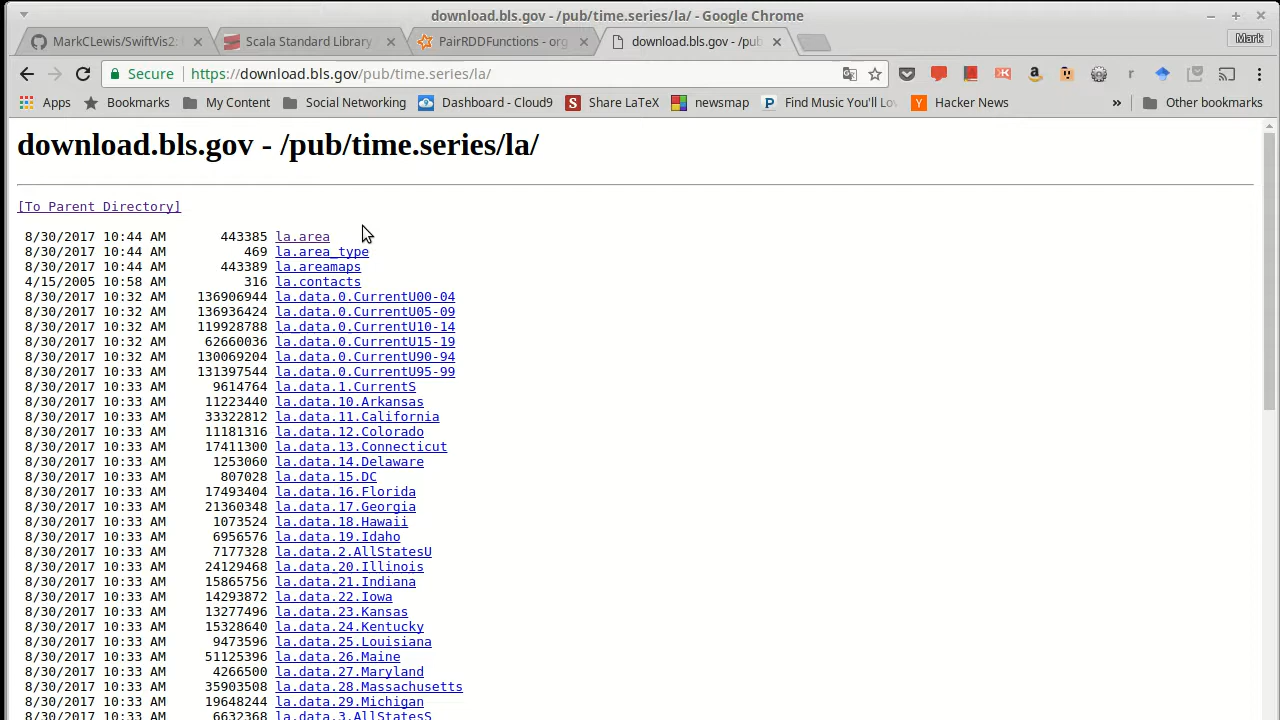 download.bls.gov - /pub/time.series/la/ - Google Chrome
MarkCLewis/SwiftVis2:
Scala Standard Library
PairRDDFunctions - org
download.bls.gov - /pub
Mark
Secure
https://download.bls.gov/pub/time.series/la/
Apps
Bookmarks
My Content
Social Networking
Dashboard - Cloud9
Share LaTeX
newsmap
Find Music You'll Lo
Hacker News
»
Other bookmarks
download.bls.gov - /pub/time.series/la/
[To Parent Directory]
8/30/2017 10:44 AM 443385 la.area
8/30/2017 10:44 AM 469 la.area_type
8/30/2017 10:44 AM 443389 la.areamaps
4/15/2005 10:58 AM 316 la.contacts
8/30/2017 10:32 AM 136906944 la.data.0.CurrentU00-04
8/30/2017 10:32 AM 136936424 la.data.0.CurrentU05-09
8/30/2017 10:32 AM 119928788 la.data.0.CurrentU10-14
8/30/2017 10:32 AM 62660036 la.data.0.CurrentU15-19
8/30/2017 10:32 AM 130069204 la.data.0.CurrentU90-94
8/30/2017 10:33 AM 131397544 la.data.0.CurrentU95-99
8/30/2017 10:33 AM 9614764 la.data.1.CurrentS
8/30/2017 10:33 AM 11223440 la.data.10.Arkansas
8/30/2017 10:33 AM 33322812 la.data.11.California
8/30/2017 10:33 AM 11181316 la.data.12.Colorado
8/30/2017 10:33 AM 17411300 la.data.13.Connecticut
8/30/2017 10:33 AM 1253060 la.data.14.Delaware
8/30/2017 10:33 AM 807028 la.data.15.DC
8/30/2017 10:33 AM 17493404 la.data.16.Florida
8/30/2017 10:33 AM 21360348 la.data.17.Georgia
8/30/2017 10:33 AM 1073524 la.data.18.Hawaii
8/30/2017 10:33 AM 6956576 la.data.19.Idaho
8/30/2017 10:33 AM 7177328 la.data.2.AllStatesU
8/30/2017 10:33 AM 24129468 la.data.20.Illinois
8/30/2017 10:33 AM 15865756 la.data.21.Indiana
8/30/2017 10:33 AM 14293872 la.data.22.Iowa
8/30/2017 10:33 AM 13277496 la.data.23.Kansas
8/30/2017 10:33 AM 15328640 la.data.24.Kentucky
8/30/2017 10:33 AM 9473596 la.data.25.Louisiana
8/30/2017 10:33 AM 51125396 la.data.26.Maine
8/30/2017 10:33 AM 4266500 la.data.27.Maryland
8/30/2017 10:33 AM 35903508 la.data.28.Massachusetts
8/30/2017 10:33 AM 19648244 la.data.29.Michigan
8/30/2017 10:33 AM 6632368 la.data.3.AllStatesS